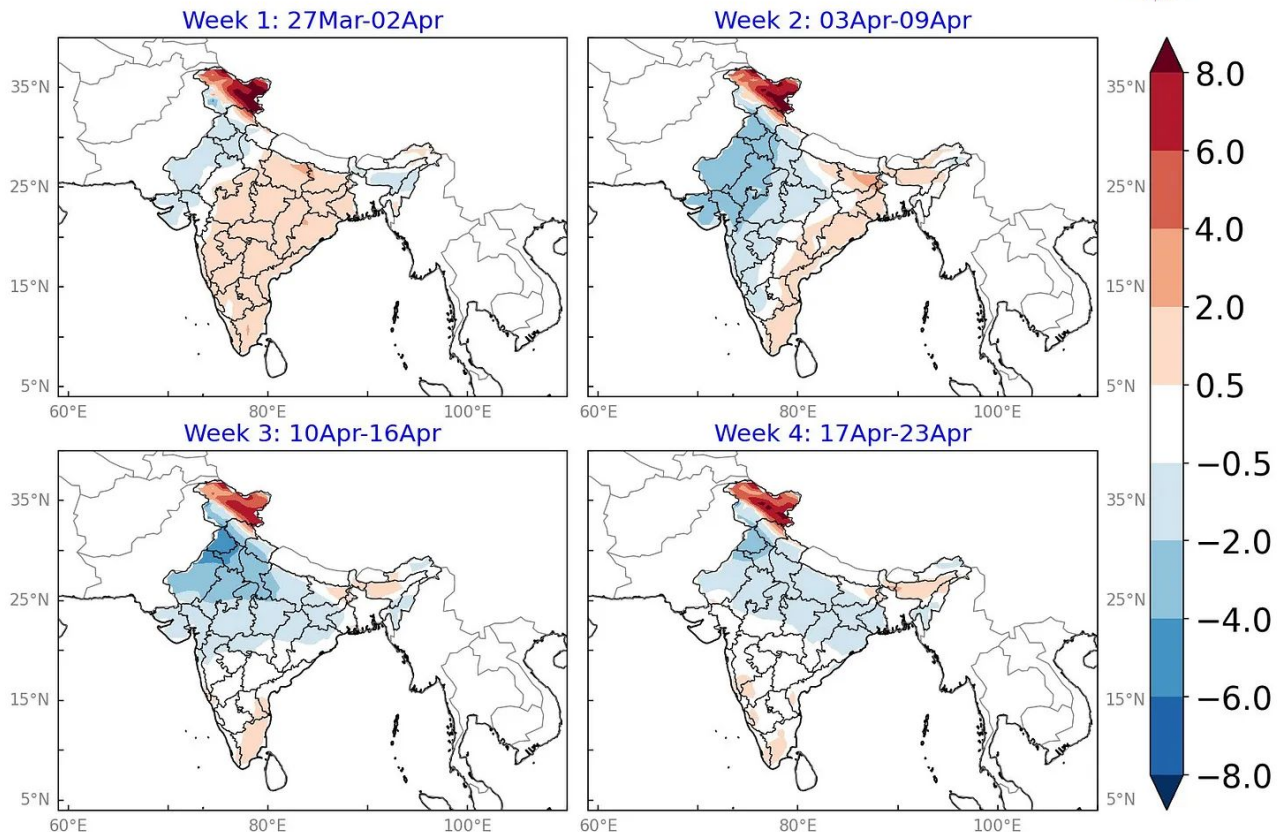 Week 1: 27Mar-02Apr
Week 2: 03Apr-09Apr
35°N
25°N
15°N
5°N
60°E
80°E
100°E
35°N
25°N
15°N
5°N
60°E
80°E
100°E
Week 3: 10Apr-16Apr
Week 4: 17Apr-23Apr
35°N
25°N
15°N
5°N
60°E
80°E
100°E
35°N
25°N
15°N
5°N
60°E
80°E
100°E
8.0
6.0
4.0
2.0
0.5
−0.5
−2.0
−4.0
−6.0
−8.0